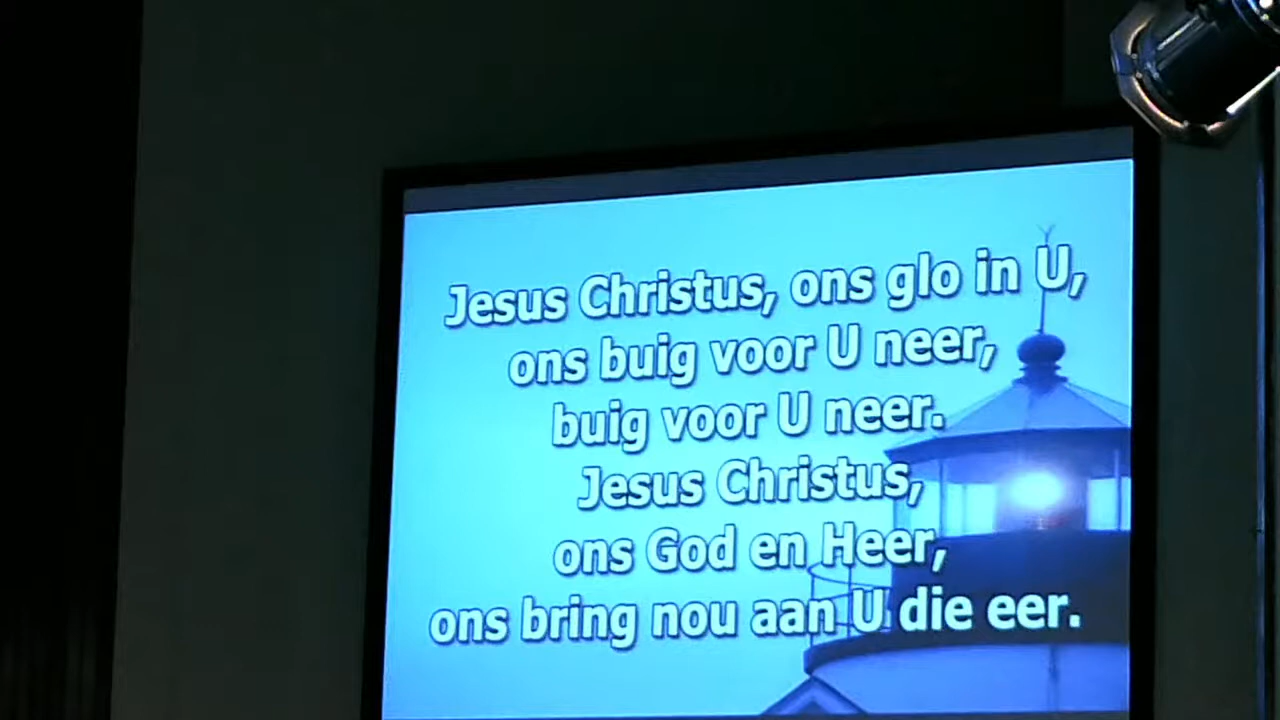 Jesus Christus, ons glo in U,
ons buig voor U neer,
buig voor U neer.
Jesus Christus,
ons God en Heer,
ons bring nou aan U die eer.